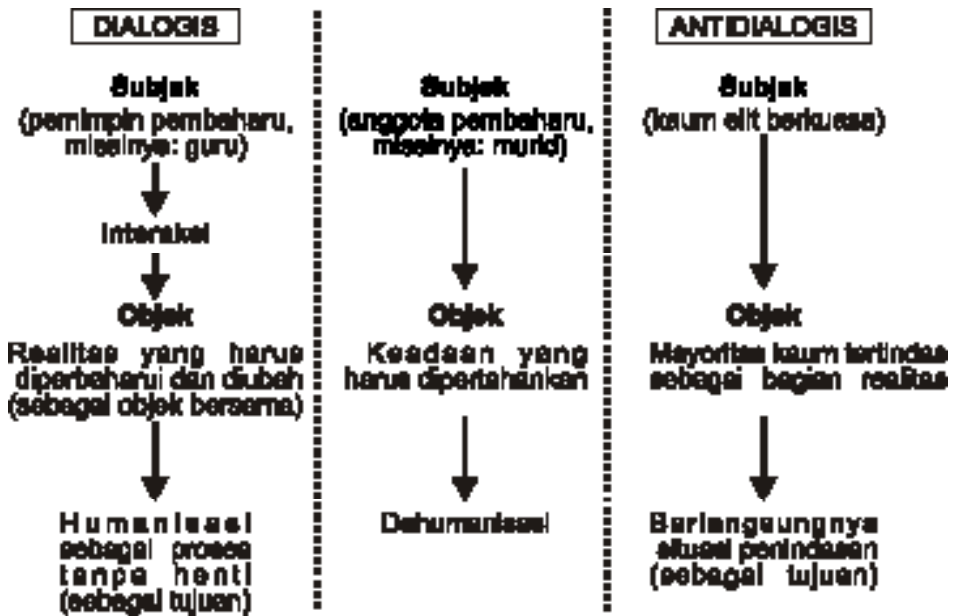 DIALOGIS
Subjek
(pemimpin pembaharu,
misalnya: guru)
Interaksi
Objek
Realitas yang harus
diperbaharui dan diubah
(sebagai objek bersama)
Humanisasi
sebagai proses
tanpa henti
(sebagai tujuan)
Subjek
(anggota pembaharu,
misalnya: murid)
Objek
Keadaan yang
harus dipertahankan
Dehumanisasi
ANTIDIALOGIS
Subjek
(kaum elit berkuasa)
Objek
Mayoritas kaum tertindas
sebagai bagian realitas
Berlangsungnya
situasi penindasan
(sebagai tujuan)